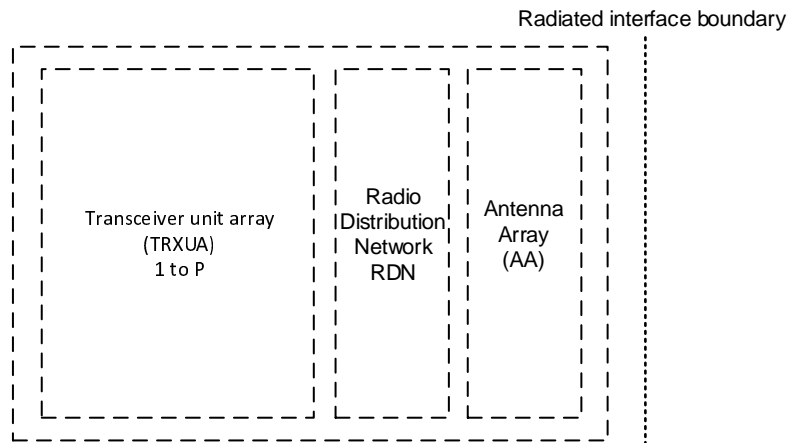 Radiated interface boundary
Transceiver unit array
(TRXUA)
1 to P
Radio
Distribution
Network
RDN
Antenna
Array
(AA)